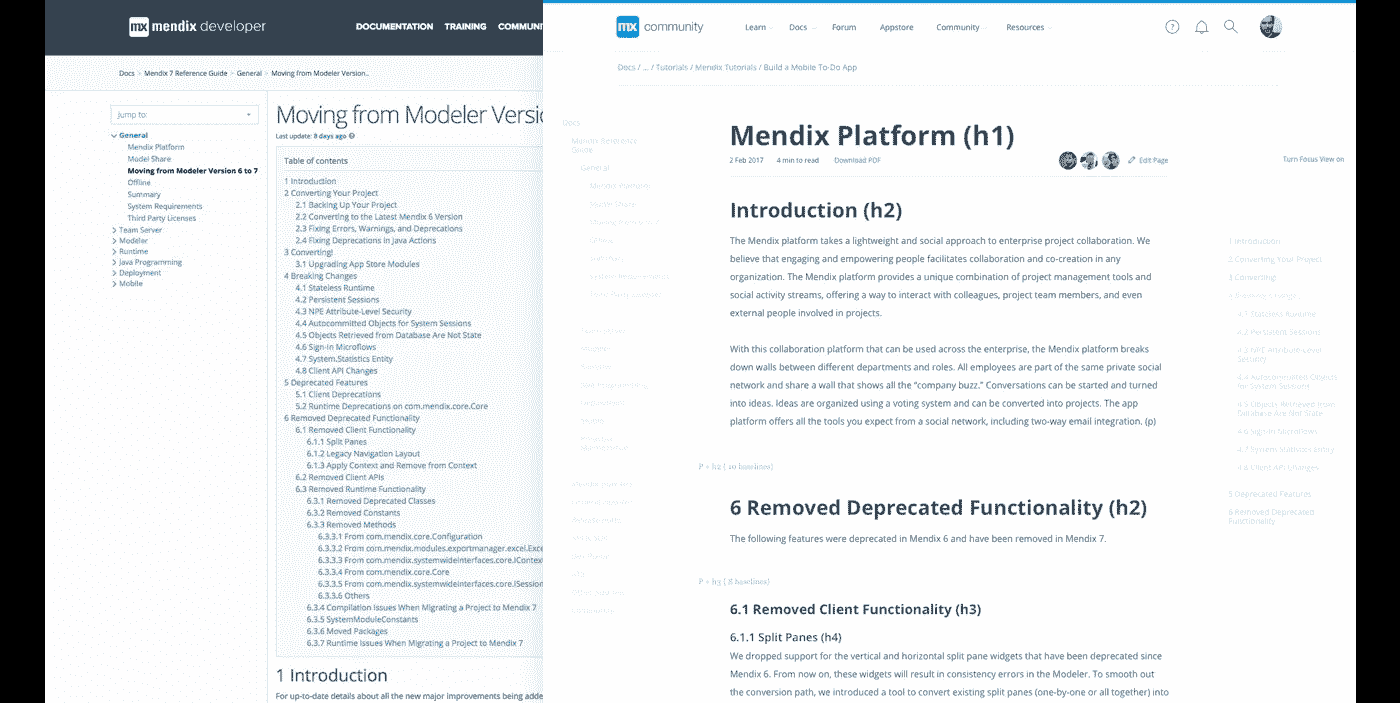 mx mendix developer
DOCUMENTATION TRAINING COMMUN
Docs > Mendix 7 Reference Guide > General > Moving from Modeler Version..
Jump to:
General
Mendix Platform
Model Share
Moving from Modeler Version 6 to 7
Offline
Summary
System Requirements
Third Party Licenses
Team Server
Modeler
Runtime
Java Programming
Deployment
Mobile
Moving from Modeler Versio
Last update: 8 days ago
Table of contents
1 Introduction
2 Converting Your Project
2.1 Backing Up Your Project
2.2 Converting to the Latest Mendix 6 Version
2.3 Fixing Errors, Warnings, and Deprecations
2.4 Fixing Deprecations in Java Actions
3 Converting!
3.1 Upgrading App Store Modules
4 Breaking Changes
4.1 Stateless Runtime
4.2 Persistent Sessions
4.3 NPE Attribute-Level Security
4.4 Autocommitted Objects for System Sessions
4.5 Objects Retrieved from Database Are Not State
4.6 Sign-In Microflows
4.7 System.Statistics Entity
4.8 Client API Changes
5 Deprecated Features
5.1 Client Deprecations
5.2 Runtime Deprecations on com.mendix.core.Core
6 Removed Deprecated Functionality
6.1 Removed Client Functionality
6.1.1 Split Panes
6.1.2 Legacy Navigation Layout
6.1.3 Apply Context and Remove from Context
6.2 Removed Client APIs
6.3 Removed Runtime Functionality
6.3.1 Removed Deprecated Classes
6.3.2 Removed Constants
6.3.3 Removed Methods
6.3.3.1 From com.mendix.core.Configuration
6.3.3.2 From com.mendix.modules.exportmanager.excel.Exce
6.3.3.3 From com.mendix.systemwideinterfaces.core.IContex
6.3.3.4 From com.mendix.core.Core
6.3.3.5 From com.mendix.systemwideinterfaces.core.ISession
6.3.3.6 Others
6.3.4 Compilation Issues When Migrating a Project to Mendix 7
6.3.5 SystemModuleConstants
6.3.6 Moved Packages
6.3.7 Runtime Issues When Migrating a Project to Mendix 7
1 Introduction
For up-to-date details about all the new major improvements being adde
mx community
Learn Docs Forum Appstore Community Resources
Docs / ... / Tutorials / Mendix Tutorials / Build a Mobile To-Do App
Docs
Mendix Reference
Guide
General
Mendix Platform
Mendix Platform (h1)
2 Feb 2017 4 min to read Download PDF
Edit Page
Turn Focus View on
Introduction (h2)
The Mendix platform takes a lightweight and social approach to enterprise project collaboration. We
believe that engaging and empowering people facilitates collaboration and co-creation in any
organization. The Mendix platform provides a unique combination of project management tools and
social activity streams, offering a way to interact with colleagues, project team members, and even
external people involved in projects.
With this collaboration platform that can be used across the enterprise, the Mendix platform breaks
down walls between different departments and roles. All employees are part of the same private social
network and share a wall that shows all the “company buzz.” Conversations can be started and turned
into ideas. Ideas are organized using a voting system and can be converted into projects. The app
platform offers all the tools you expect from a social network, including two-way email integration. (p)
P + h2 ( 10 baselines)
6 Removed Deprecated Functionality (h2)
The following features were deprecated in Mendix 6 and have been removed in Mendix 7.
P + h3 ( 8 baselines)
6.1 Removed Client Functionality (h3)
6.1.1 Split Panes (h4)
We dropped support for the vertical and horizontal split pane widgets that have been deprecated since
Mendix 6. From now on, these widgets will result in consistency errors in the Modeler. To smooth out
the conversion path, we introduced a tool to convert existing split panes (one-by-one or all together) into
1 Introduction
2 Converting Your Project
3 Converting!
4 Breaking Changes
4.1 Stateless Runtime
4.2 Persistent Sessions
4.3 NPE Attribute-Level
Security
4.4 Autocommitted Objects
for System Sessions
4.5 Objects Retrieved from
Database Are Not State
4.6 Sign-In Microflows
4.7 System.Statistics Entity
4.8 Client API Changes
5 Deprecated Features
6 Removed Deprecated
Functionality